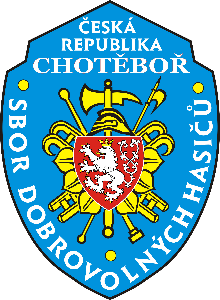 ČESKÁ
REPUBLIKA
CHOTĚBOŘ
SBOR DOBROVOLNÝCH HASIČŮ